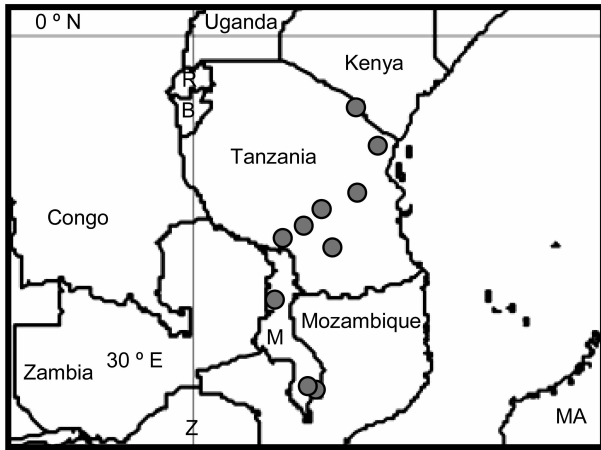 0 º N
Uganda
Kenya
R
B
Tanzania
Congo
Mozambique
M
30 º E
Zambia
Z
MA